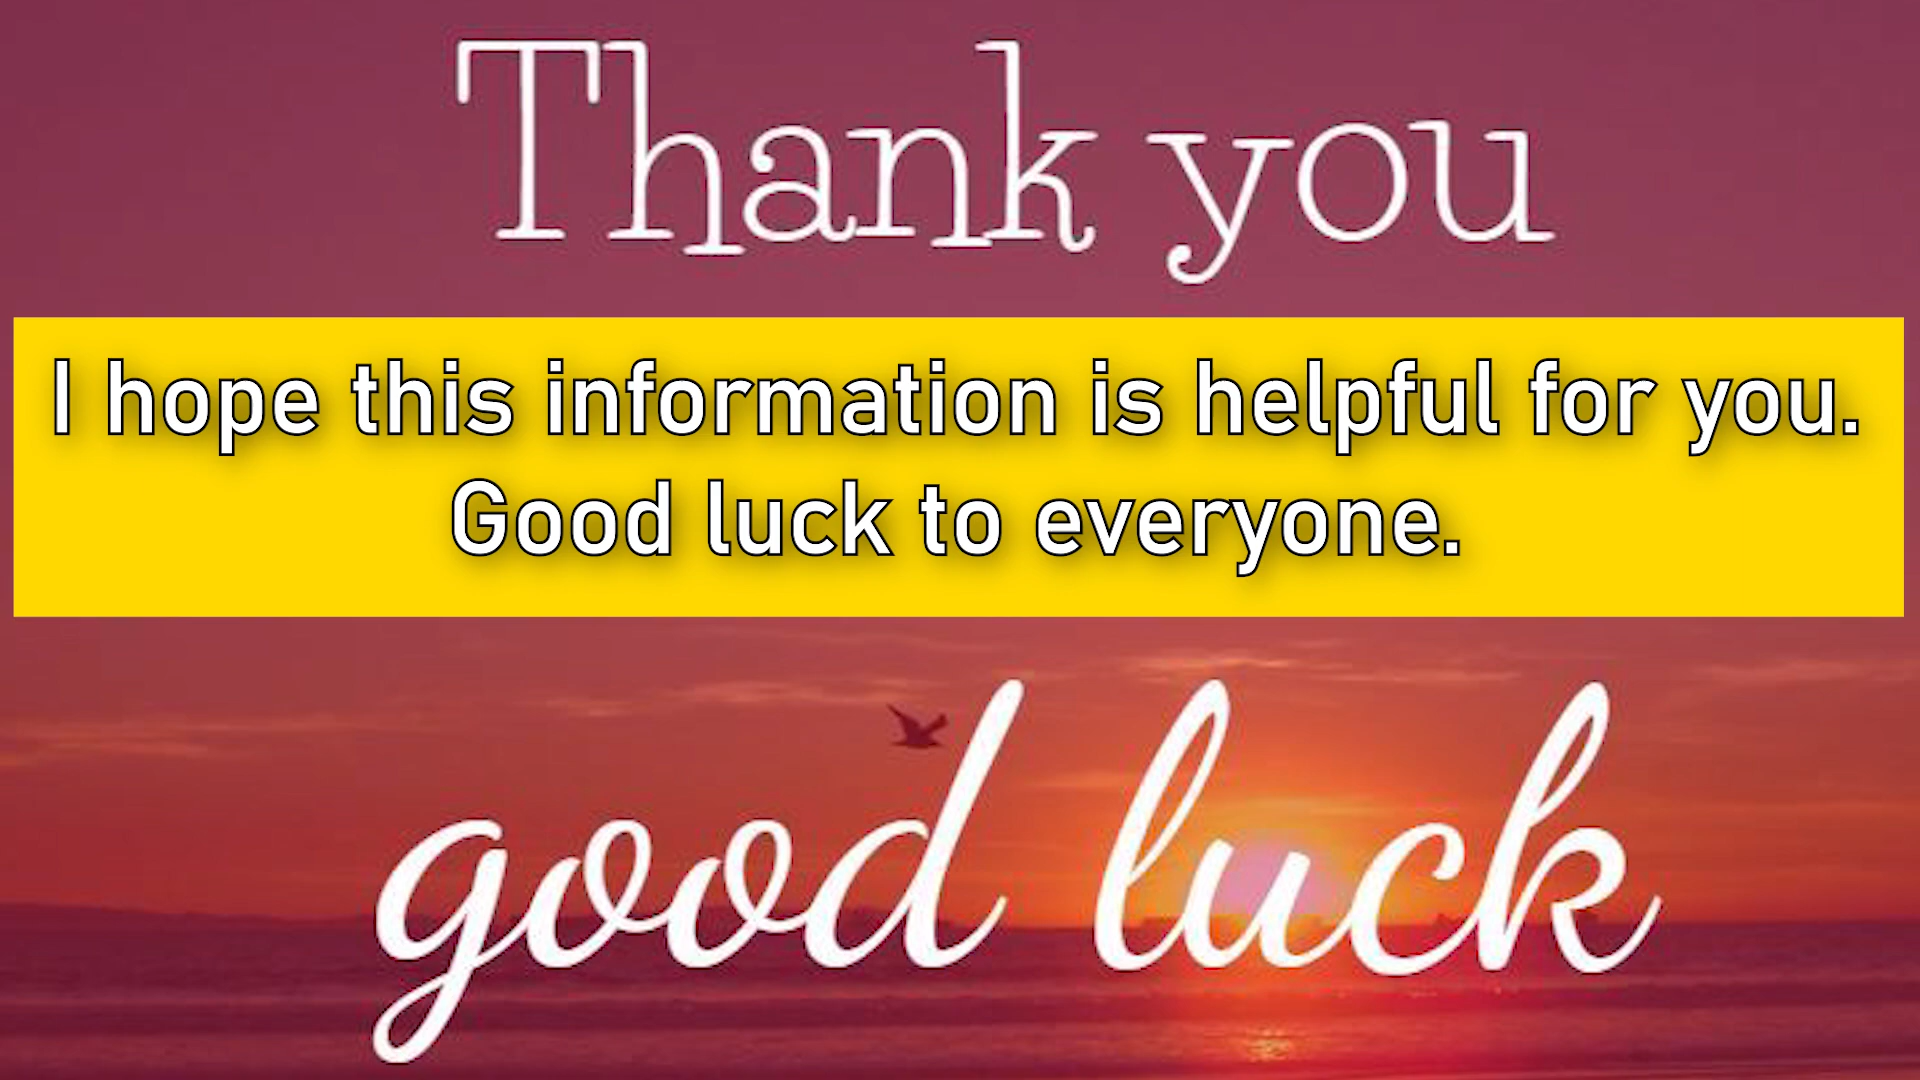 Thank you
I hope this information is helpful for you.
Good luck to everyone.
good luck